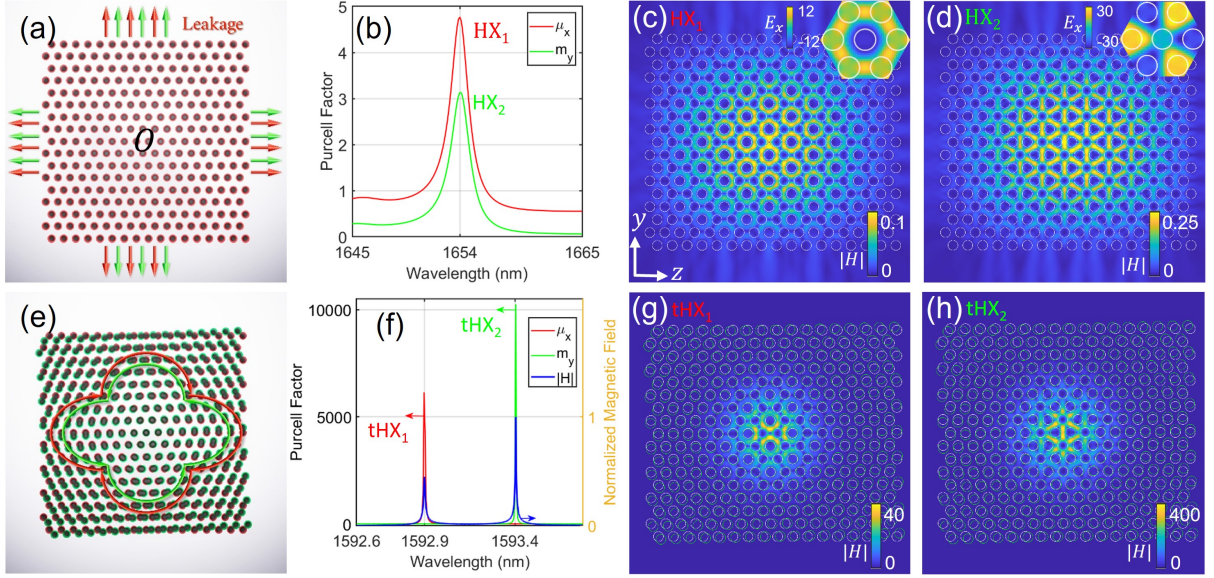 (a)
Leakage
O
(b)
5
4
3
2
1
0
Purcell Factor
HX₁
HX₂
μₓ
m_y
1645
1654
1665
Wavelength (nm)
(c) HX₁
Eₓ
12
-12
y
z
0.1
0
|H|
(d) HX₂
Eₓ
30
-30
0.25
0
|H|
(e)
(f)
10000
5000
0
Purcell Factor
tHX₁
tHX₂
μₓ
m_y
|H|
1
0
Normalized Magnetic Field
1592.6
1592.9
1593.4
Wavelength (nm)
(g) tHX₁
40
0
|H|
(h) tHX₂
400
0
|H|